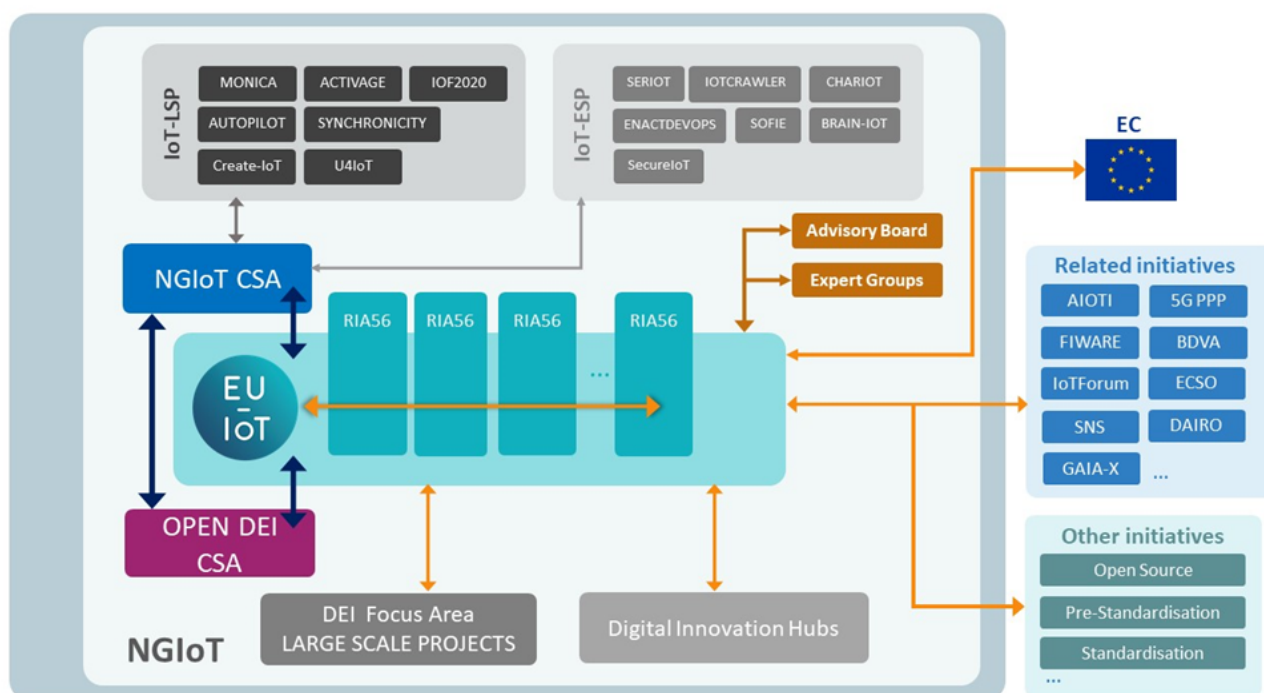 IoT-LSP
MONICA
ACTIVAGE
IOF2020
AUTOPILOT
SYNCHRONICITY
Create-IoT
U4IoT
IoT-ESP
SERIOT
IOTCRAWLER
CHARIOT
ENACTDEVOPS
SOFIE
BRAIN-IOT
SecureIoT
EC
NGIoT CSA
Advisory Board
Expert Groups
RIA56
RIA56
RIA56
...
RIA56
EU
-
IoT
OPEN DEI
CSA
DEI Focus Area
LARGE SCALE PROJECTS
Digital Innovation Hubs
NGIoT
Related initiatives
AIOTI
5G PPP
FIWARE
BDVA
IoTForum
ECSO
SNS
DAIRO
GAIA-X
...
Other initiatives
Open Source
Pre-Standardisation
Standardisation
...